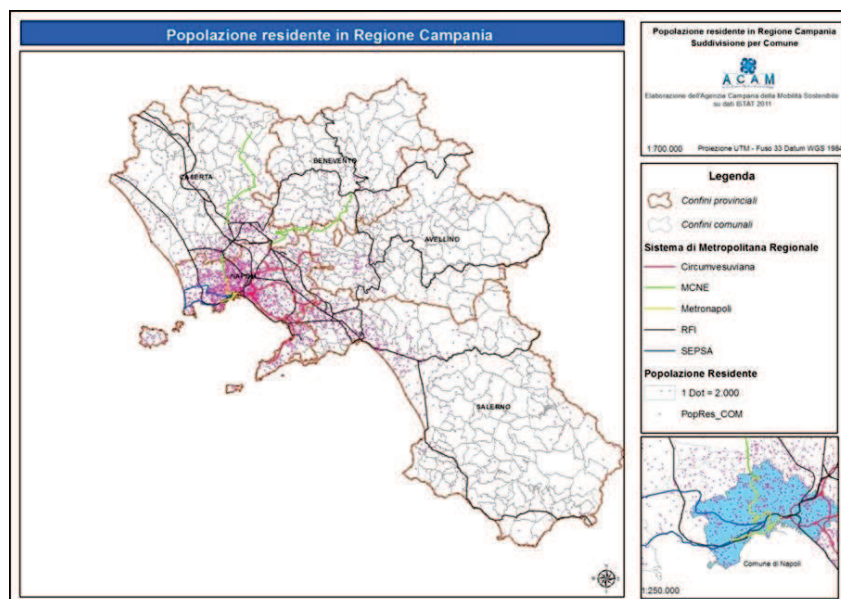 Popolazione residente in Regione Campania
CASERTA
BENEVENTO
AVELLINO
NAPOLI
SALERNO
Popolazione residente in Regione Campania
Suddivisione per Comune
ACAM
Elaborazione dell'Agenzia Campana della Mobilità Sostenibile
su dati ISTAT 2011
1:700.000 Proiezione UTM - Fuso 33 Datum WGS 1984
Legenda
Confini provinciali
Confini comunali
Sistema di Metropolitana Regionale
Circumvesuviana
MCNE
Metronapoli
RFI
SEPSA
Popolazione Residente
1 Dot = 2.000
PopRes_COM
Comune di Napoli
1:250.000